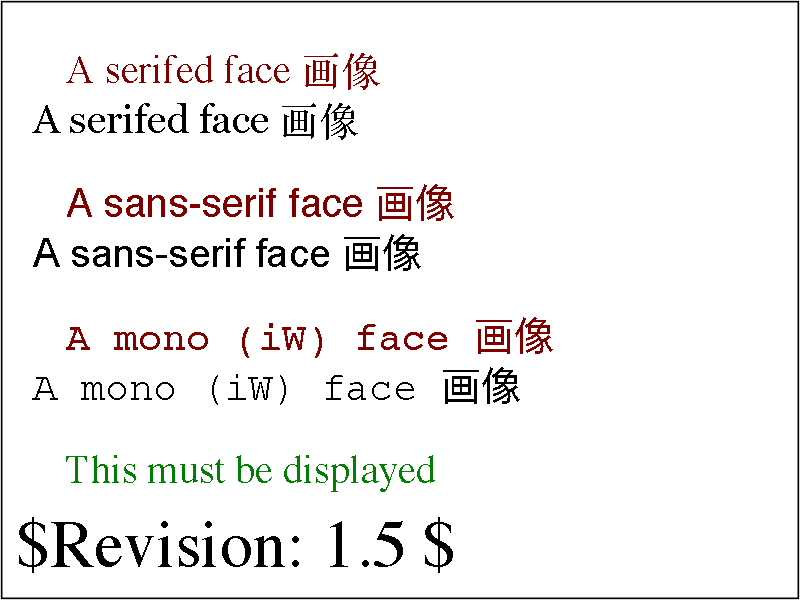 A serifed face 画像
A serifed face 画像
A sans-serif face 画像
A sans-serif face 画像
A mono (iW) face 画像
A mono (iW) face 画像
This must be displayed
$Revision: 1.5 $